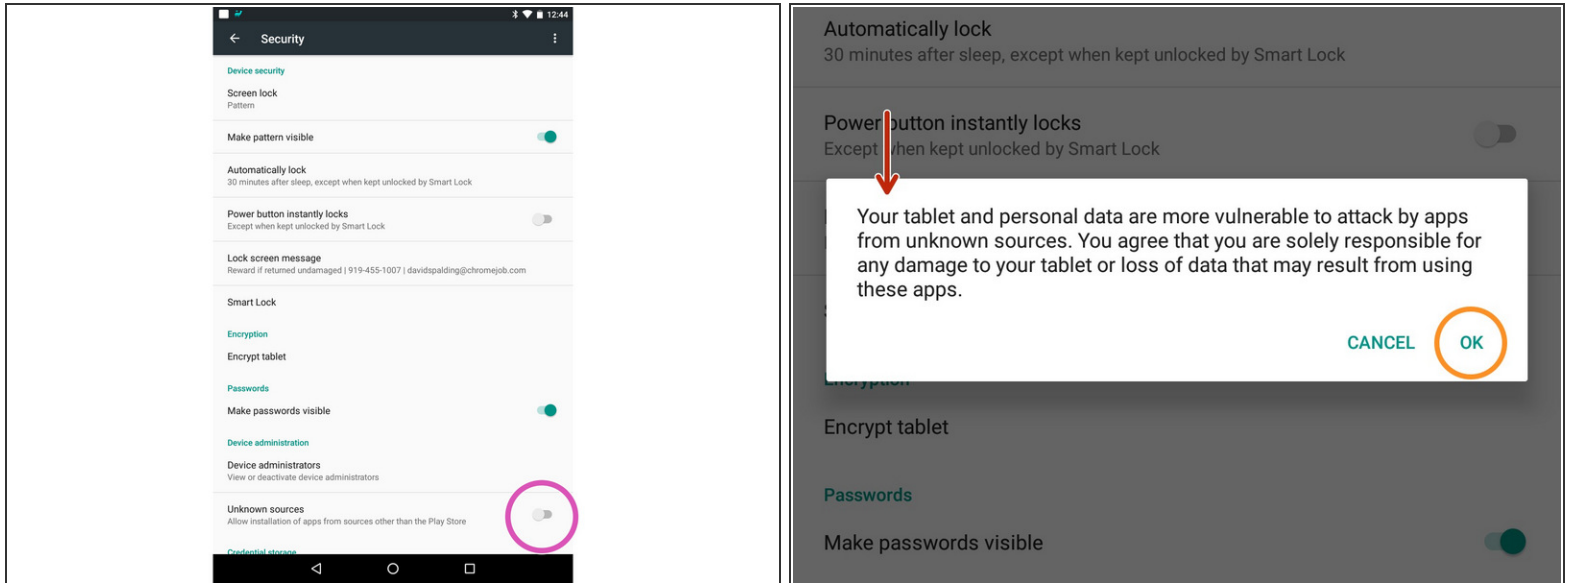 12:44
Security
Device security
Screen lock
Pattern
Make pattern visible
Automatically lock
30 minutes after sleep, except when kept unlocked by Smart Lock
Power button instantly locks
Except when kept unlocked by Smart Lock
Lock screen message
Reward if returned undamaged | 919-455-1007 | davidspalding@chromejob.com
Smart Lock
Encryption
Encrypt tablet
Passwords
Make passwords visible
Device administration
Device administrators
View or deactivate device administrators
Unknown sources
Allow installation of apps from sources other than the Play Store
Credential storage
Automatically lock
30 minutes after sleep, except when kept unlocked by Smart Lock
Power button instantly locks
Except when kept unlocked by Smart Lock
Your tablet and personal data are more vulnerable to attack by apps
from unknown sources. You agree that you are solely responsible for
any damage to your tablet or loss of data that may result from using
these apps.
CANCEL OK
Encryption
Encrypt tablet
Passwords
Make passwords visible